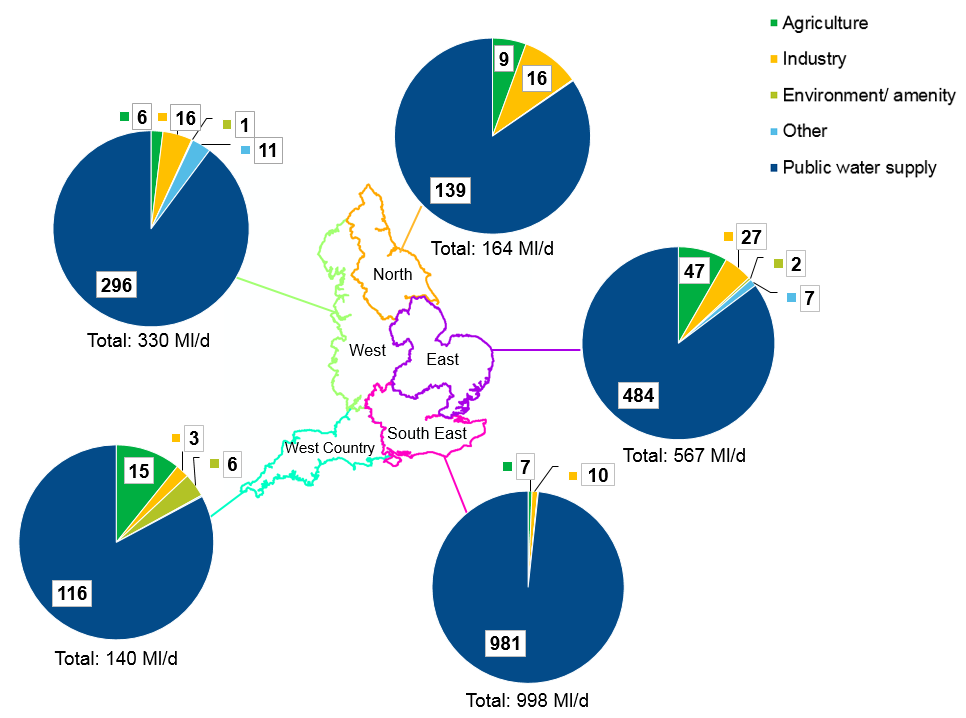 Agriculture
Industry
Environment/ amenity
Other
Public water supply
9
16
139
Total: 164 Ml/d
6
16
1
11
296
Total: 330 Ml/d
North
West
East
South East
West Country
47
27
2
7
484
Total: 567 Ml/d
15
3
6
116
Total: 140 Ml/d
7
10
981
Total: 998 Ml/d